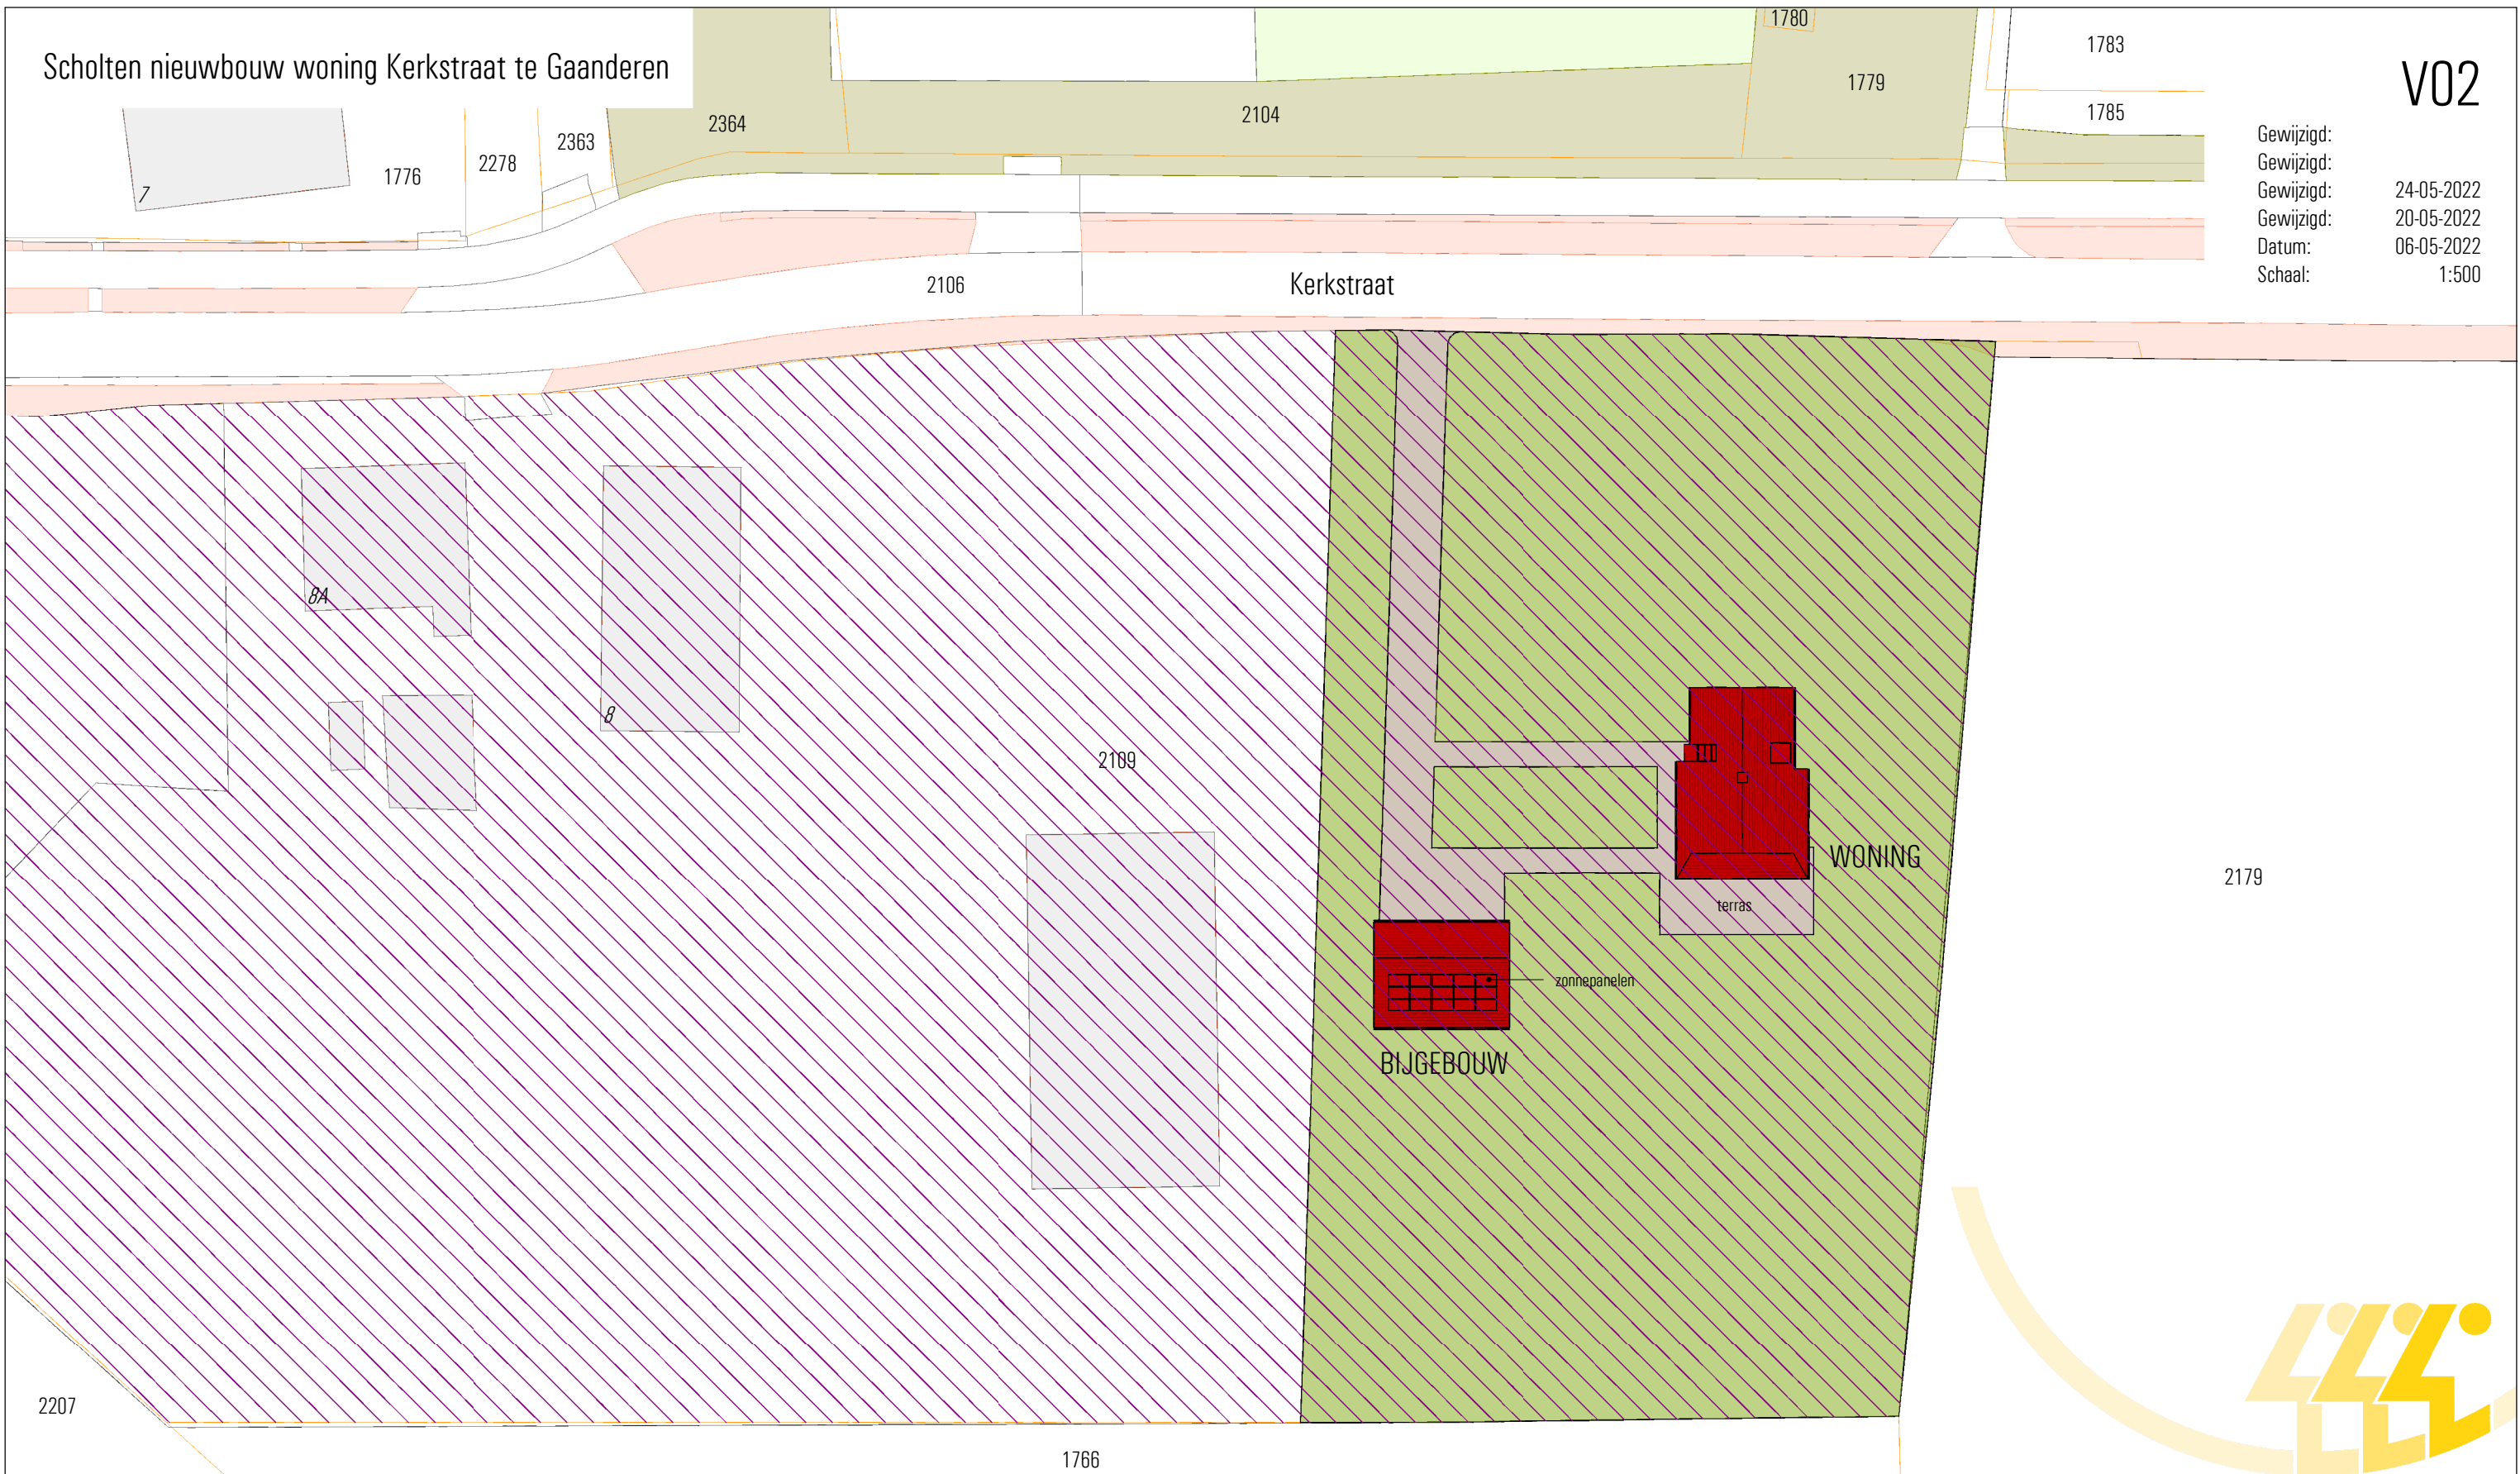 Scholten nieuwbouw woning Kerkstraat te Gaanderen
V02
Gewijzigd:
Gewijzigd:
Gewijzigd: 24-05-2022
Gewijzigd: 20-05-2022
Datum: 06-05-2022
Schaal: 1:500
1780
1783
1779
1785
2104
2364
2363
2278
1776
7
2106
Kerkstraat
8A
8
2109
WONING
2179
terras
zonnepanelen
BIJGEBOUW
2207
1766